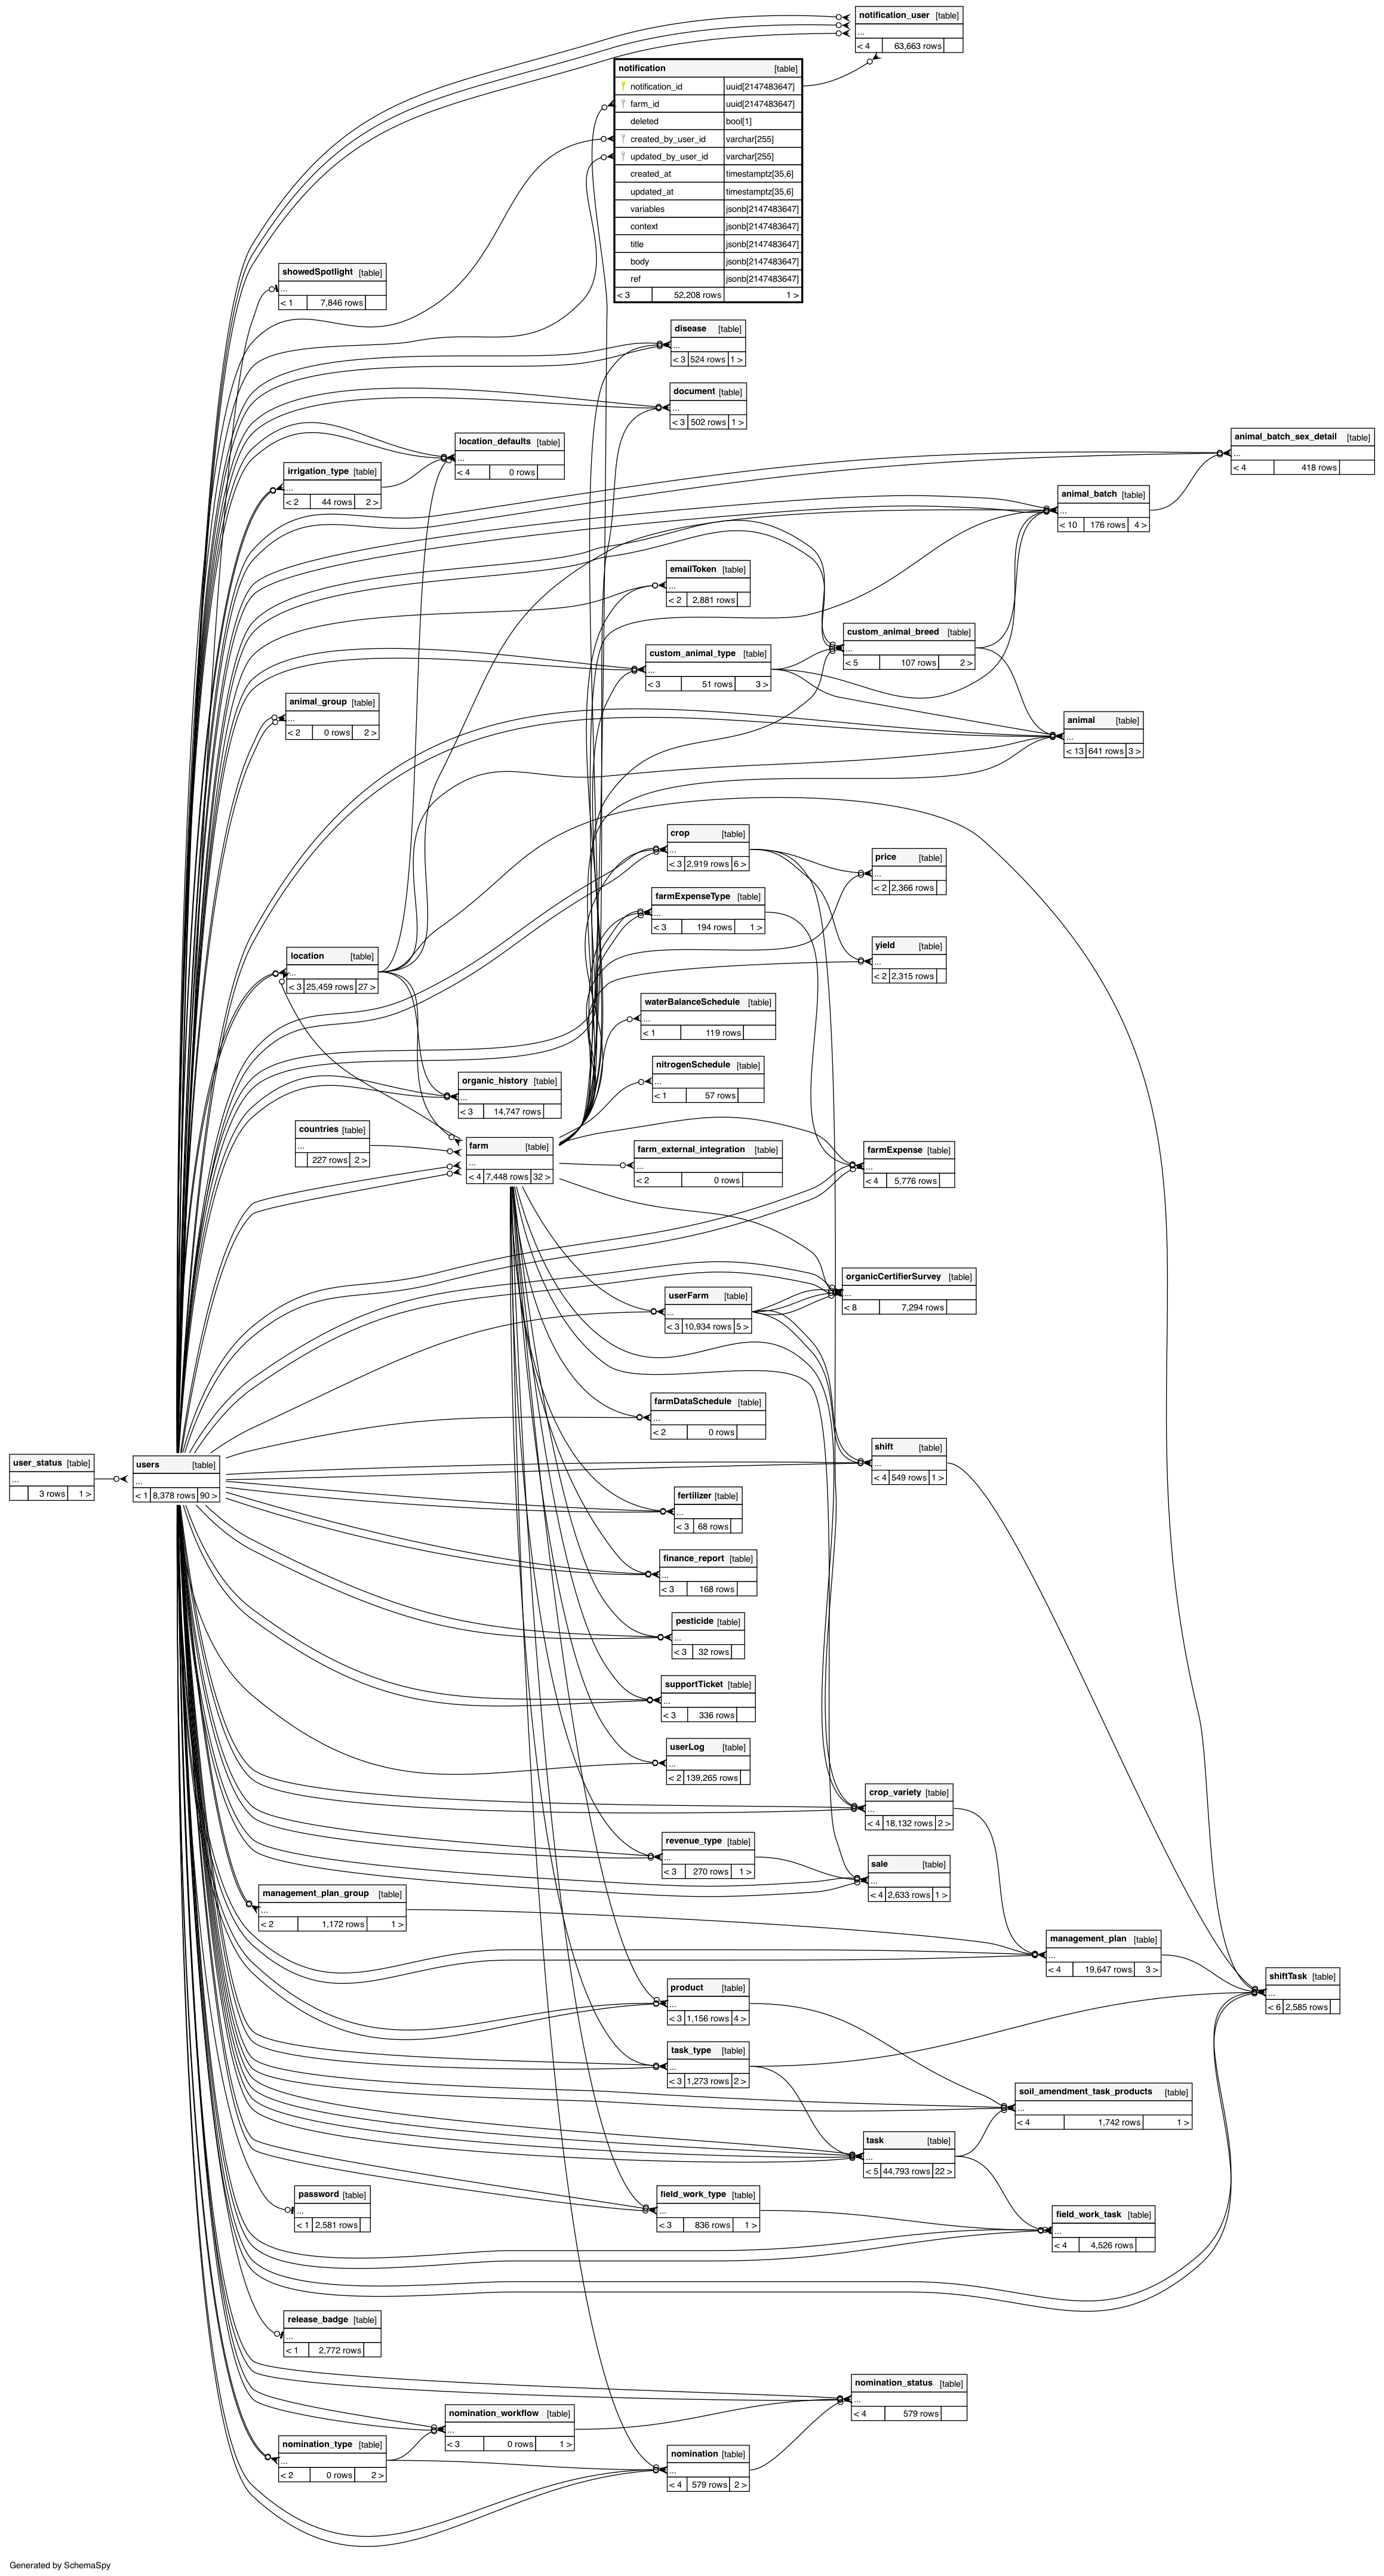 notification_user [table]
...
< 4 63,663 rows
notification [table]
notification_id uuid[2147483647]
farm_id uuid[2147483647]
deleted bool[1]
created_by_user_id varchar[255]
updated_by_user_id varchar[255]
created_at timestamptz[35,6]
updated_at timestamptz[35,6]
variables jsonb[2147483647]
context jsonb[2147483647]
title jsonb[2147483647]
body jsonb[2147483647]
ref jsonb[2147483647]
< 3 52,208 rows 1 >
showedSpotlight [table]
...
< 1 7,846 rows
disease [table]
...
< 3 524 rows 1 >
document [table]
...
< 3 502 rows 1 >
location_defaults [table]
...
< 4 0 rows
animal_batch_sex_detail [table]
...
< 4 418 rows
irrigation_type [table]
...
< 2 44 rows 2 >
animal_batch [table]
...
< 10 176 rows 4 >
emailToken [table]
...
< 2 2,881 rows
custom_animal_breed [table]
...
< 5 107 rows 2 >
custom_animal_type [table]
...
< 3 51 rows 3 >
animal_group [table]
...
< 2 0 rows 2 >
animal [table]
...
< 13 641 rows 3 >
crop [table]
...
< 3 2,919 rows 6 >
price [table]
...
< 2 2,366 rows
farmExpenseType [table]
...
< 3 194 rows 1 >
yield [table]
...
< 2 2,315 rows
location [table]
...
< 3 25,459 rows 27 >
waterBalanceSchedule [table]
...
< 1 119 rows
nitrogenSchedule [table]
...
< 1 57 rows
organic_history [table]
...
< 3 14,747 rows
countries [table]
...
227 rows 2 >
farm [table]
...
< 4 7,448 rows 32 >
farm_external_integration [table]
...
< 2 0 rows
farmExpense [table]
...
< 4 5,776 rows
organicCertifierSurvey [table]
...
< 8 7,294 rows
userFarm [table]
...
< 3 10,934 rows 5 >
farmDataSchedule [table]
...
< 2 0 rows
shift [table]
...
< 4 549 rows 1 >
user_status [table]
...
3 rows 1 >
users [table]
...
< 1 8,378 rows 90 >
fertilizer [table]
...
< 3 68 rows
finance_report [table]
...
< 3 168 rows
pesticide [table]
...
< 3 32 rows
supportTicket [table]
...
< 3 336 rows
userLog [table]
...
< 2 139,265 rows
crop_variety [table]
...
< 4 18,132 rows 2 >
revenue_type [table]
...
< 3 270 rows 1 >
sale [table]
...
< 4 2,633 rows 1 >
management_plan_group [table]
...
< 2 1,172 rows 1 >
management_plan [table]
...
< 4 19,647 rows 3 >
shiftTask [table]
...
< 6 2,585 rows
product [table]
...
< 3 1,156 rows 4 >
task_type [table]
...
< 3 1,273 rows 2 >
soil_amendment_task_products [table]
...
< 4 1,742 rows 1 >
task [table]
...
< 5 44,793 rows 22 >
password [table]
...
< 1 2,581 rows
field_work_type [table]
...
< 3 836 rows 1 >
field_work_task [table]
...
< 4 4,526 rows
release_badge [table]
...
< 1 2,772 rows
nomination_status [table]
...
< 4 579 rows
nomination_workflow [table]
...
< 3 0 rows 1 >
nomination_type [table]
...
< 2 0 rows 2 >
nomination [table]
...
< 4 579 rows 2 >
Generated by SchemaSpy